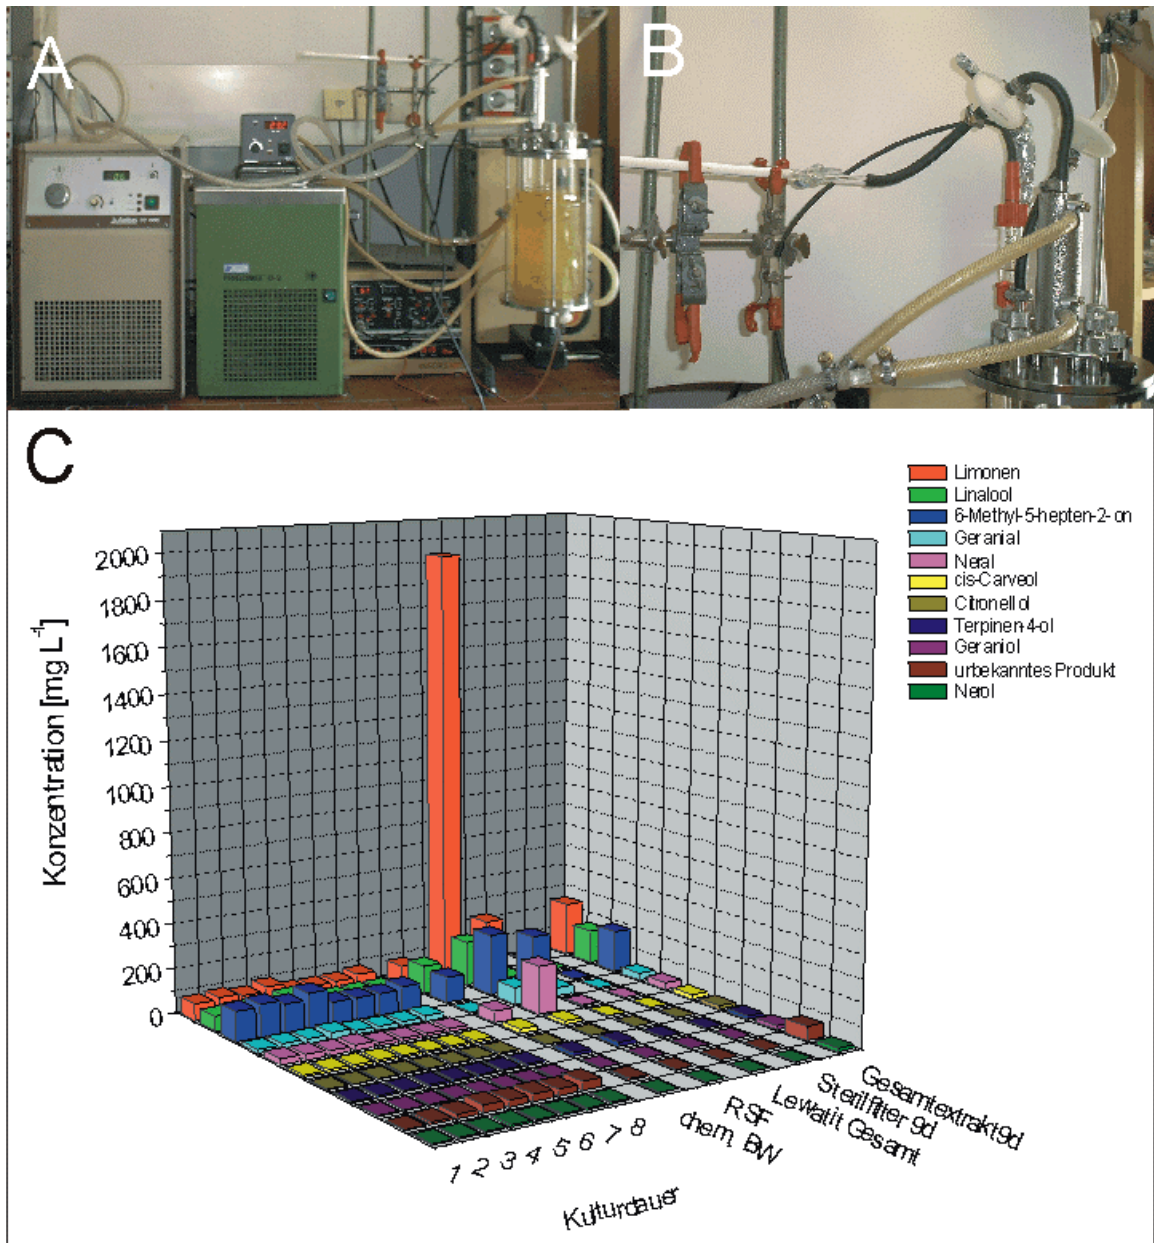 A
B
C
Limonen
Linalool
6-Methyl-5-hepten-2-on
Geranial
Neral
cis-Carveol
Citronellol
Terpinen-4-ol
Geraniol
unbekanntes Produkt
Nerol
Konzentration [mg L-1]
2000
1800
1600
1400
1200
1000
800
600
400
200
0
1 2 3 4 5 6 7 8
chem. BW
RSF
Lewatit Gesamt
Sterilfilter 9d
Gesamtextrakt 9d
Kulturdauer
Julabo